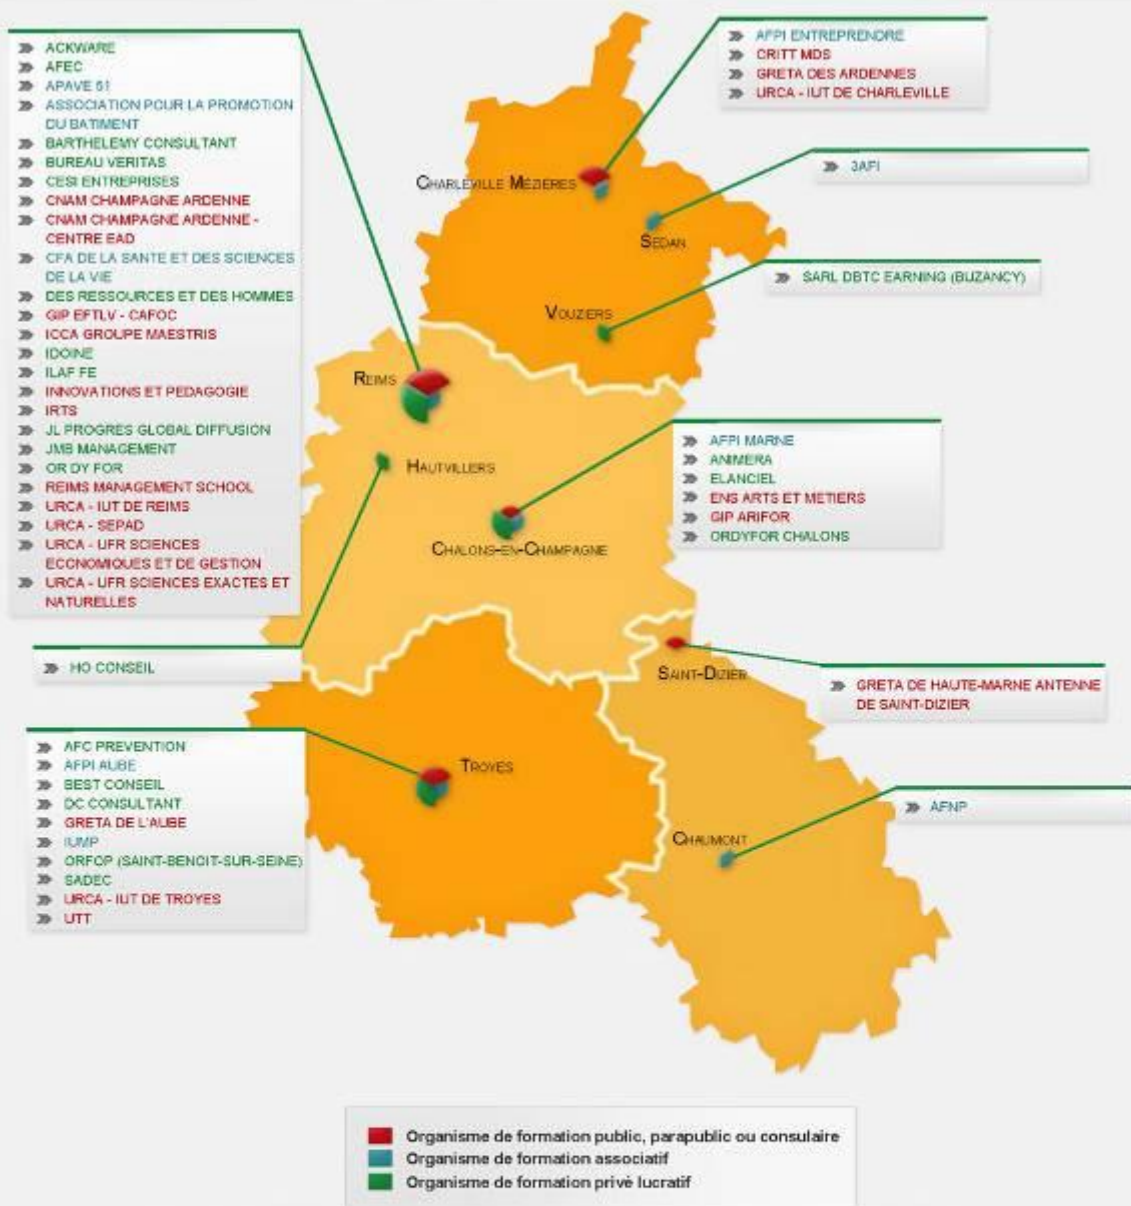 ACKWARE
AFEC
APAVE 51
ASSOCIATION POUR LA PROMOTION
DU BATIMENT
BARTHELEMY CONSULTANT
BUREAU VERITAS
CESI ENTREPRISES
CNAM CHAMPAGNE ARDENNE
CNAM CHAMPAGNE ARDENNE -
CENTRE EAD
CFA DE LA SANTE ET DES SCIENCES
DE LA VIE
DES RESSOURCES ET DES HOMMES
GIP EFTLV - CAFOC
ICCA GROUPE MAESTRIS
IDOINE
ILAF FE
INNOVATIONS ET PEDAGOGIE
IRTS
JL PROGRES GLOBAL DIFFUSION
JMB MANAGEMENT
OR DY FOR
REIMS MANAGEMENT SCHOOL
URCA - IUT DE REIMS
URCA - SEPAD
URCA - UFR SCIENCES
ECONOMIQUES ET DE GESTION
URCA - UFR SCIENCES EXACTES ET
NATURELLES
AFPI ENTREPRENDRE
CRITT MDS
GRETA DES ARDENNES
URCA - IUT DE CHARLEVILLE
CHARLEVILLE MÉZIÈRES
3AFI
SEDAN
SARL DBTC EARNING (BUZANCY)
VOUZIERS
REIMS
HAUTVILLERS
CHALONS-EN-CHAMPAGNE
AFPI MARNE
ANIMERA
ELANCIEL
ENS ARTS ET METIERS
GIP ARIFOR
ORDYFOR CHALONS
HO CONSEIL
SAINT-DIZIER
GRETA DE HAUTE-MARNE ANTENNE
DE SAINT-DIZIER
AFC PREVENTION
AFPI AUBE
BEST CONSEIL
DC CONSULTANT
GRETA DE L'AUBE
IUMP
ORFOP (SAINT-BENOIT-SUR-SEINE)
SADEC
URCA - IUT DE TROYES
UTT
TROYES
AFNP
CHAUMONT
Organisme de formation public, parapublic ou consulaire
Organisme de formation associatif
Organisme de formation privé lucratif